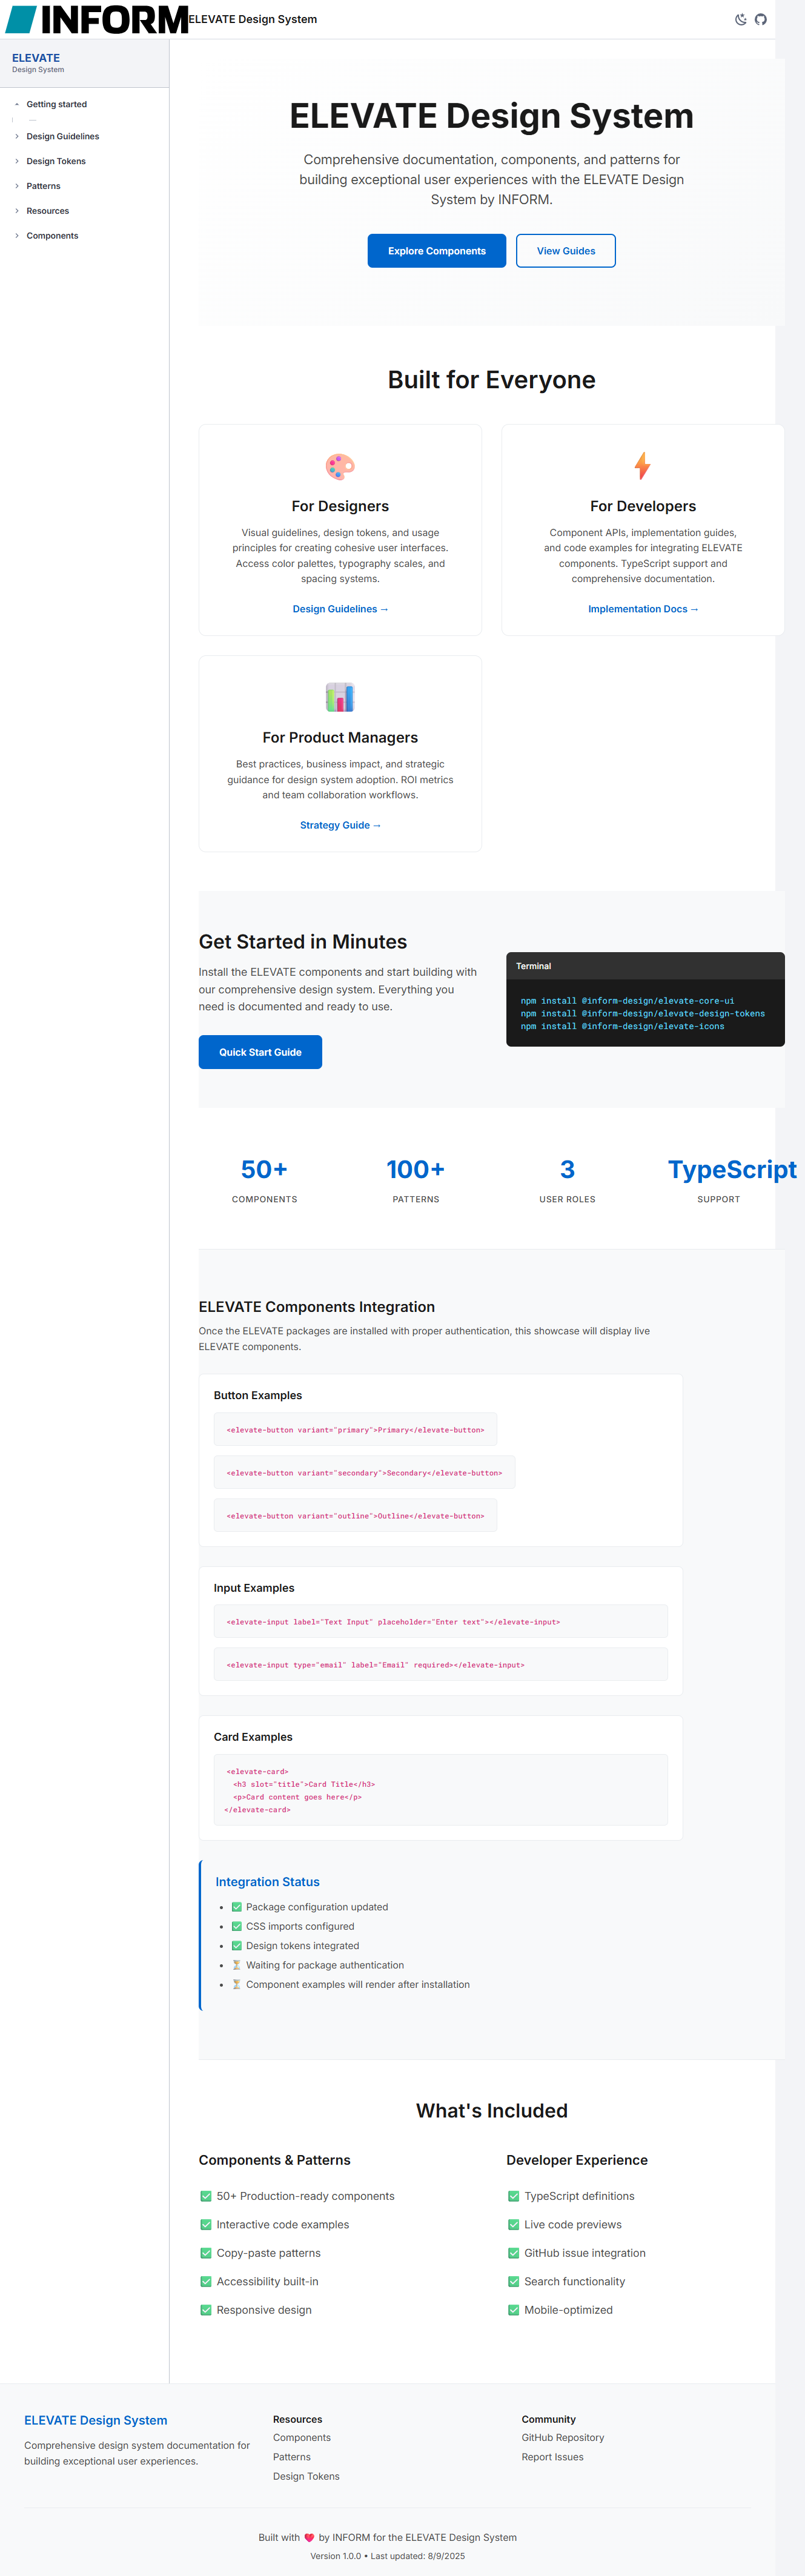 INFORM ELEVATE Design System
ELEVATE
Design System
Getting started
Design Guidelines
Design Tokens
Patterns
Resources
Components
ELEVATE Design System
Comprehensive documentation, components, and patterns for
building exceptional user experiences with the ELEVATE Design
System by INFORM.
Explore Components
View Guides
Built for Everyone
For Designers
Visual guidelines, design tokens, and usage
principles for creating cohesive user interfaces.
Access color palettes, typography scales, and
spacing systems.
Design Guidelines →
For Developers
Component APIs, implementation guides,
and code examples for integrating ELEVATE
components. TypeScript support and
comprehensive documentation.
Implementation Docs →
For Product Managers
Best practices, business impact, and strategic
guidance for design system adoption. ROI metrics
and team collaboration workflows.
Strategy Guide →
Get Started in Minutes
Install the ELEVATE components and start building with
our comprehensive design system. Everything you
need is documented and ready to use.
Quick Start Guide
Terminal
npm install @inform-design/elevate-core-ui
npm install @inform-design/elevate-design-tokens
npm install @inform-design/elevate-icons
50+
COMPONENTS
100+
PATTERNS
3
USER ROLES
TypeScript
SUPPORT
ELEVATE Components Integration
Once the ELEVATE packages are installed with proper authentication, this showcase will display live
ELEVATE components.
Button Examples
<elevate-button variant="primary">Primary</elevate-button>
<elevate-button variant="secondary">Secondary</elevate-button>
<elevate-button variant="outline">Outline</elevate-button>
Input Examples
<elevate-input label="Text Input" placeholder="Enter text"></elevate-input>
<elevate-input type="email" label="Email" required></elevate-input>
Card Examples
<elevate-card>
<h3 slot="title">Card Title</h3>
<p>Card content goes here</p>
</elevate-card>
Integration Status
• ✅ Package configuration updated
• ✅ CSS imports configured
• ✅ Design tokens integrated
• ⏳ Waiting for package authentication
• ⏳ Component examples will render after installation
What's Included
Components & Patterns
✅ 50+ Production-ready components
✅ Interactive code examples
✅ Copy-paste patterns
✅ Accessibility built-in
✅ Responsive design
Developer Experience
✅ TypeScript definitions
✅ Live code previews
✅ GitHub issue integration
✅ Search functionality
✅ Mobile-optimized
ELEVATE Design System
Comprehensive design system documentation for
building exceptional user experiences.
Resources
Components
Patterns
Design Tokens
Community
GitHub Repository
Report Issues
Built with ❤️ by INFORM for the ELEVATE Design System
Version 1.0.0 • Last updated: 8/9/2025